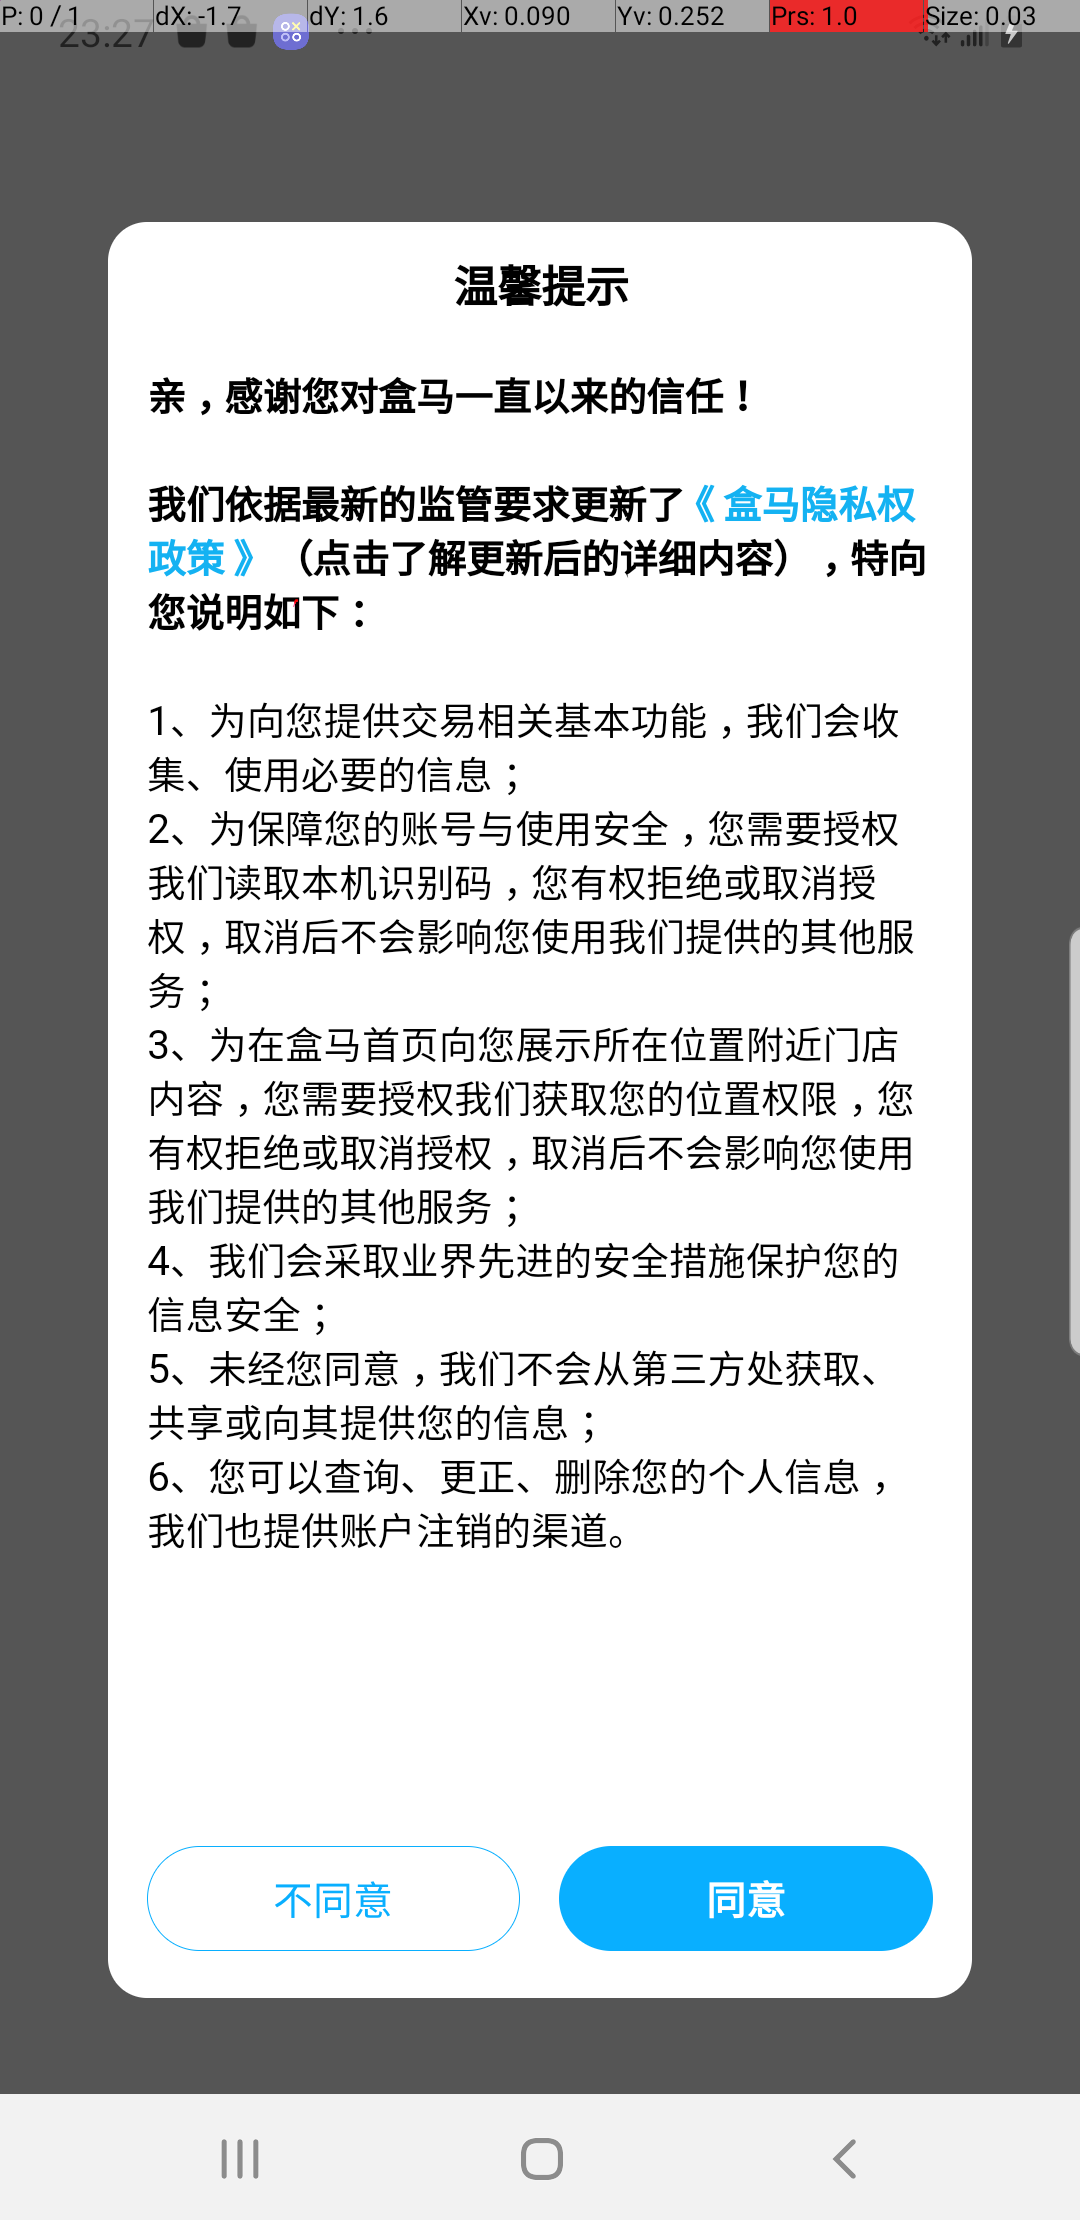 P: 0 / 1 dX: -1.7 dY: 1.6 Xv: 0.090 Yv: 0.252 Prs: 1.0 Size: 0.03
23:27
温馨提示
亲，感谢您对盒马一直以来的信任！
我们依据最新的监管要求更新了《盒马隐私权
政策》（点击了解更新后的详细内容），特向
您说明如下：
1、为向您提供交易相关基本功能，我们会收
集、使用必要的信息；
2、为保障您的账号与使用安全，您需要授权
我们读取本机识别码，您有权拒绝或取消授
权，取消后不会影响您使用我们提供的其他服
务；
3、为在盒马首页向您展示所在位置附近门店
内容，您需要授权我们获取您的位置权限，您
有权拒绝或取消授权，取消后不会影响您使用
我们提供的其他服务；
4、我们会采取业界先进的安全措施保护您的
信息安全；
5、未经您同意，我们不会从第三方处获取、
共享或向其提供您的信息；
6、您可以查询、更正、删除您的个人信息，
我们也提供账户注销的渠道。
不同意 同意